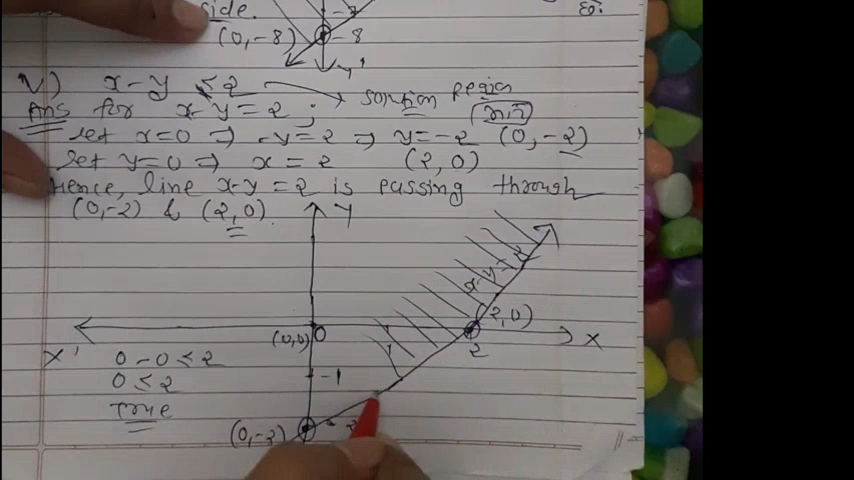 side.
(0,-8) -8
Y'
V) x-y ≤ 2 → solution region
Ans for x-y=2 ;
let x=0 ⇒ -y=2 ⇒ y=-2 (0,-2)
let y=0 ⇒ x = 2 (2,0)
Hence, line x-y=2 is passing through
(0,-2) & (2,0) Y
x-y=2
(2,0)
(0,0) 0
X' X
2
0-0 ≤ 2
0 ≤ 2
-1
True
(0,-2)